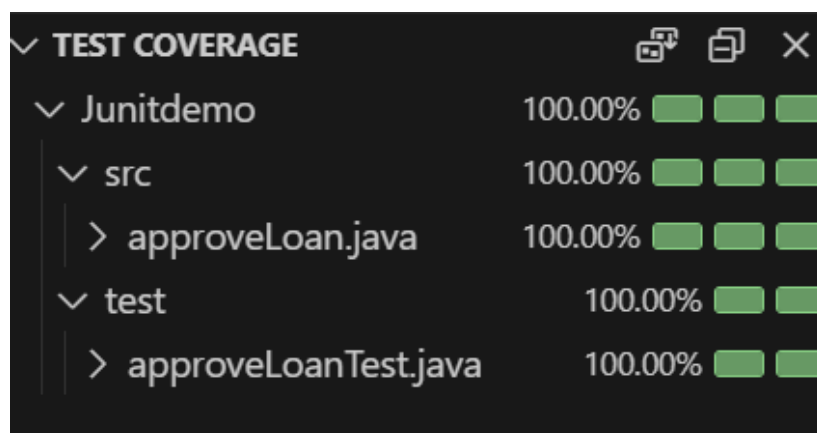 TEST COVERAGE
Junitdemo 100.00%
src 100.00%
approveLoan.java 100.00%
test 100.00%
approveLoanTest.java 100.00%